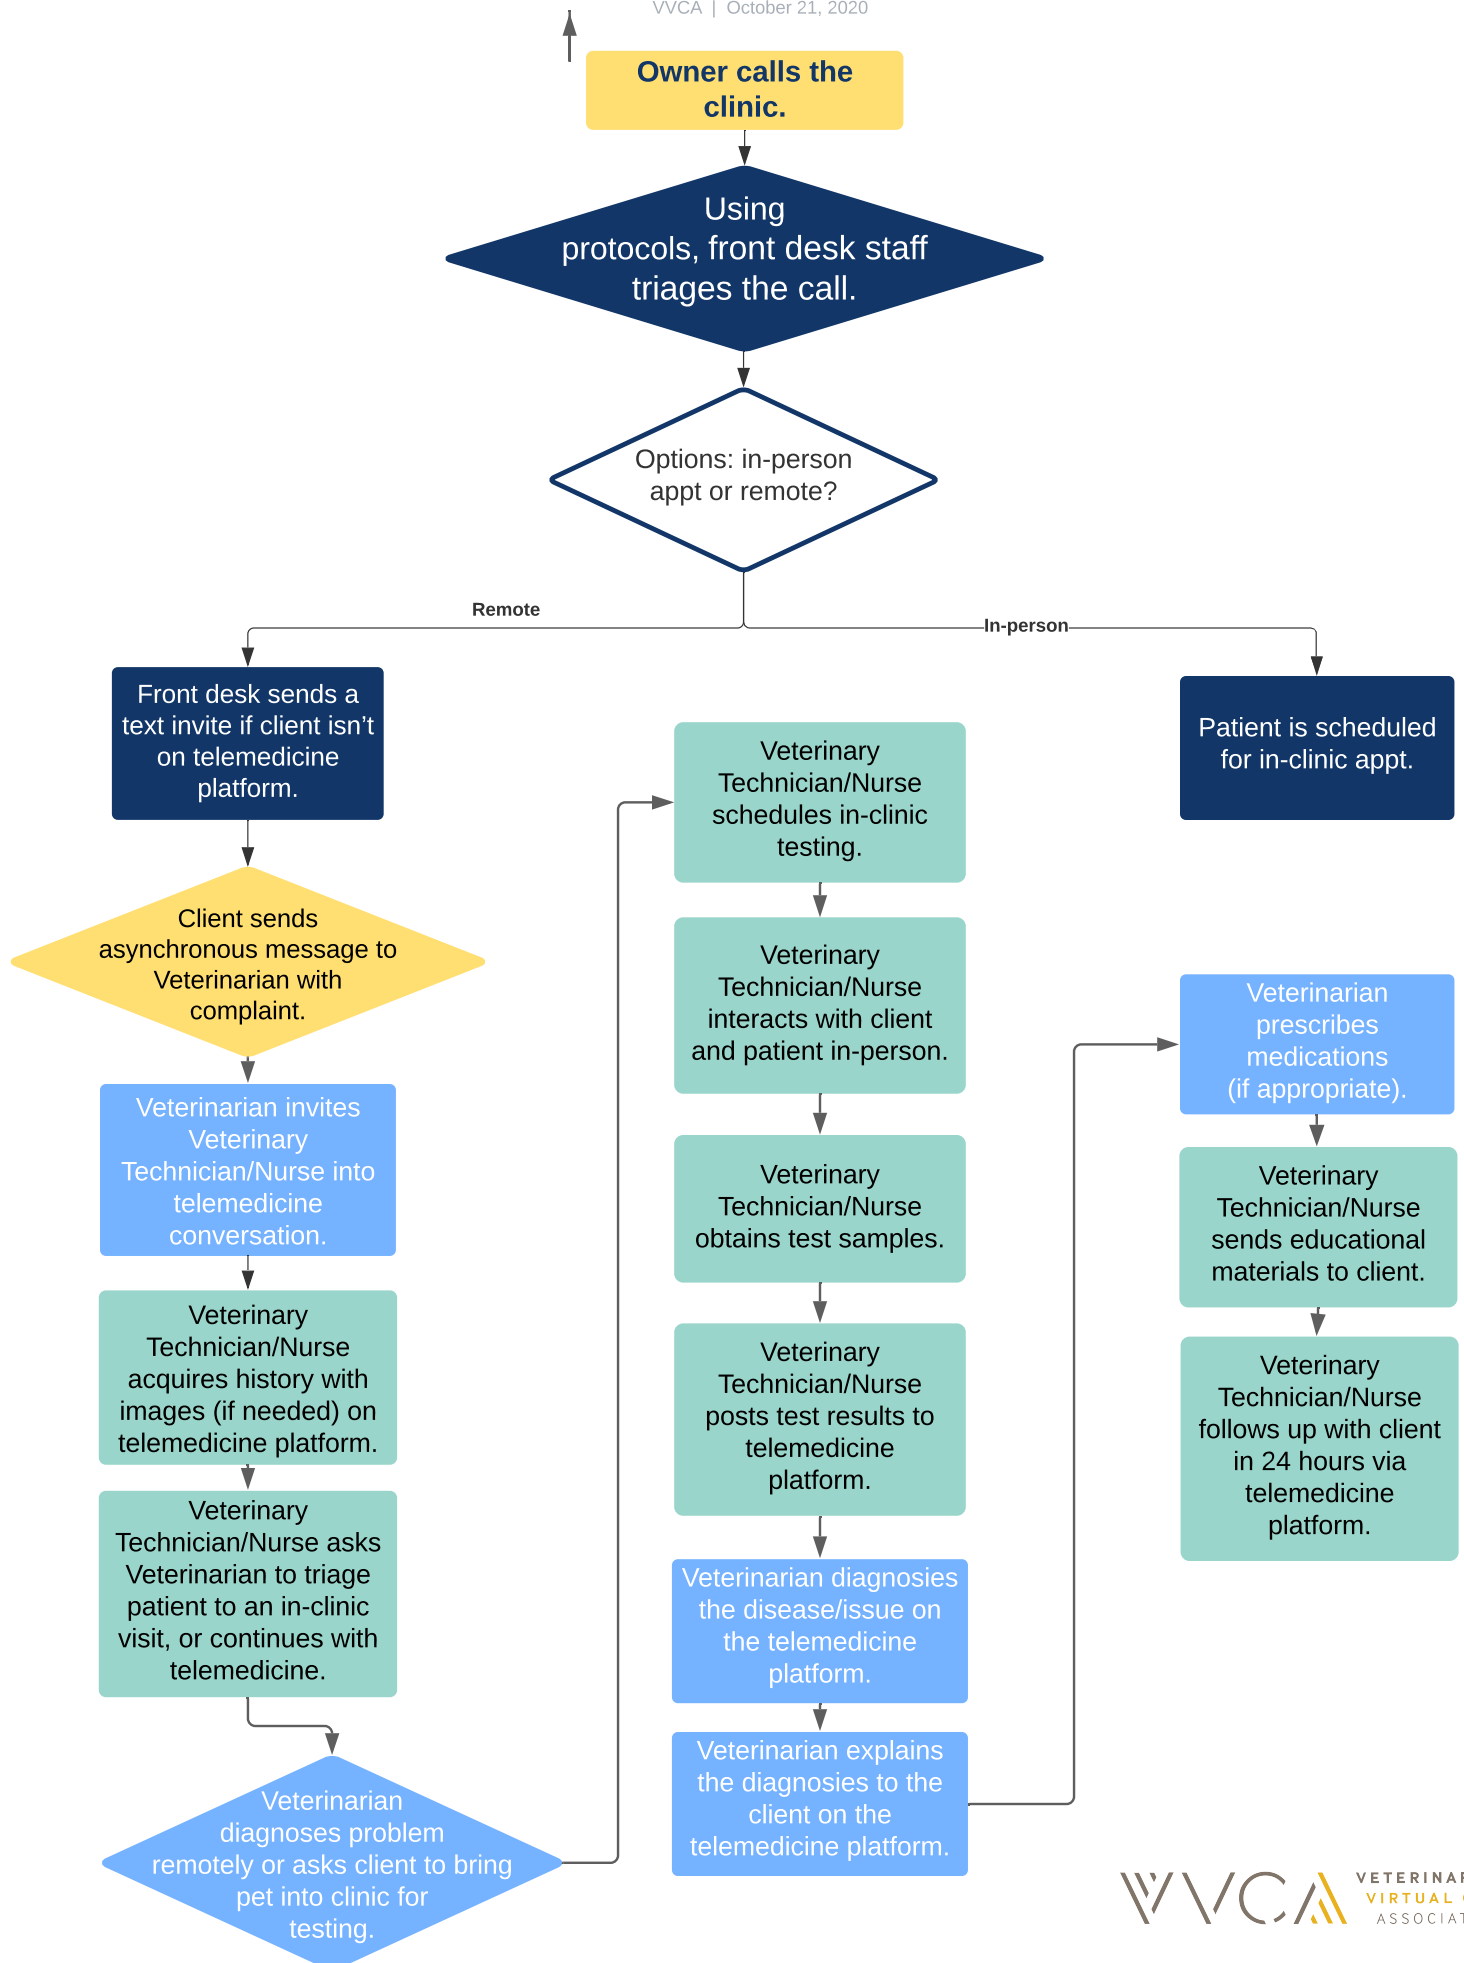 VVCA | October 21, 2020
Owner calls the
clinic.
Using
protocols, front desk staff
triages the call.
Options: in-person
appt or remote?
Remote
In-person
Front desk sends a
text invite if client isn’t
on telemedicine
platform.
Client sends
asynchronous message to
Veterinarian with
complaint.
Veterinarian invites
Veterinary
Technician/Nurse into
telemedicine
conversation.
Veterinary
Technician/Nurse
acquires history with
images (if needed) on
telemedicine platform.
Veterinary
Technician/Nurse asks
Veterinarian to triage
patient to an in-clinic
visit, or continues with
telemedicine.
Veterinarian
diagnoses problem
remotely or asks client to bring
pet into clinic for
testing.
Veterinary
Technician/Nurse
schedules in-clinic
testing.
Veterinary
Technician/Nurse
interacts with client
and patient in-person.
Veterinary
Technician/Nurse
obtains test samples.
Veterinary
Technician/Nurse
posts test results to
telemedicine
platform.
Veterinarian diagnosies
the disease/issue on
the telemedicine
platform.
Veterinarian explains
the diagnosies to the
client on the
telemedicine platform.
Patient is scheduled
for in-clinic appt.
Veterinarian
prescribes
medications
(if appropriate).
Veterinary
Technician/Nurse
sends educational
materials to client.
Veterinary
Technician/Nurse
follows up with client
in 24 hours via
telemedicine
platform.
VVCA
VETERINAR
VIRTUAL
ASSOCIAT